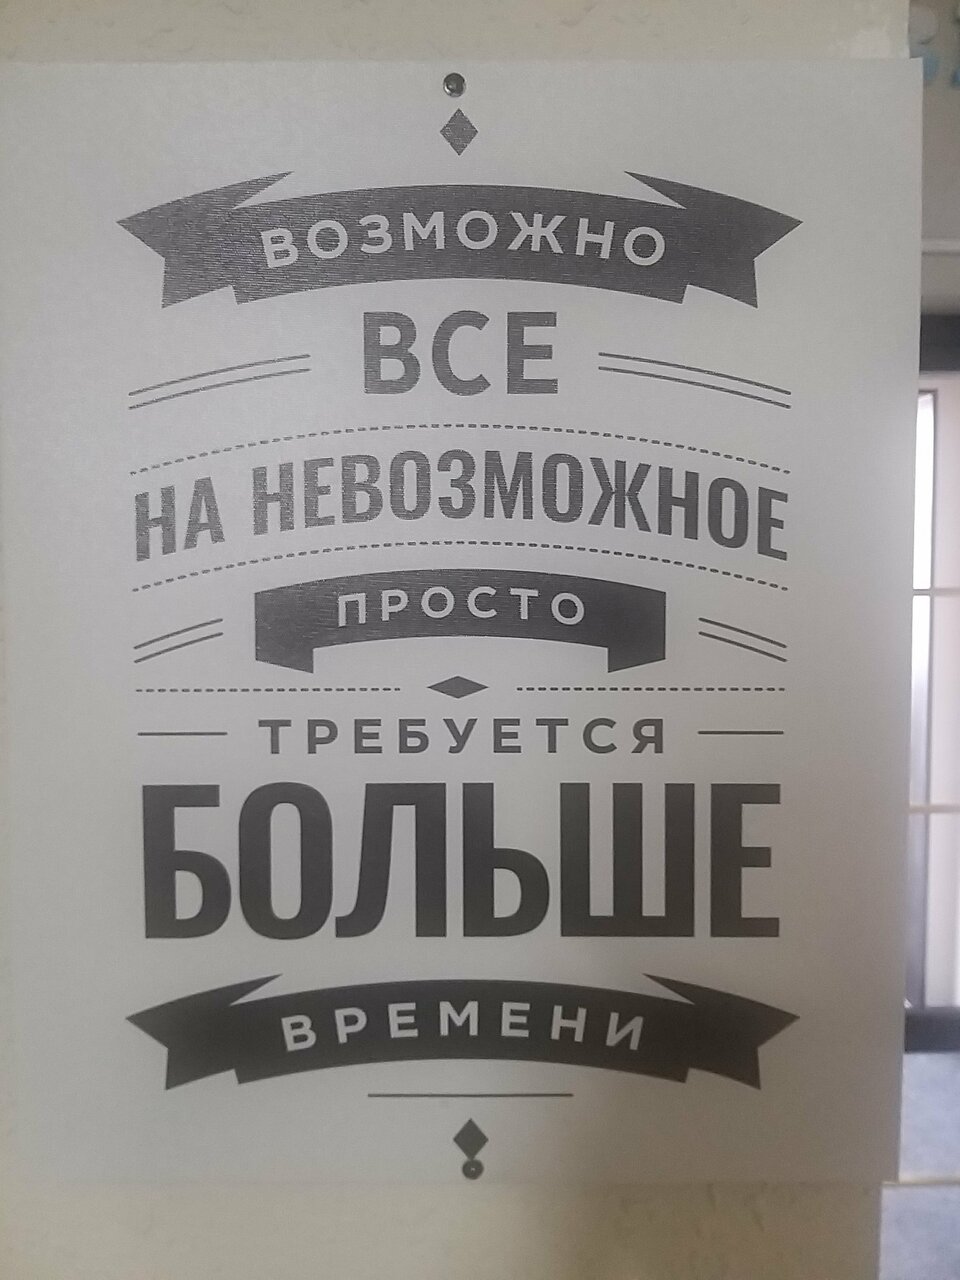 ВОЗМОЖНО
ВСЕ
НА НЕВОЗМОЖНОЕ
ПРОСТО
ТРЕБУЕТСЯ
БОЛЬШЕ
ВРЕМЕНИ